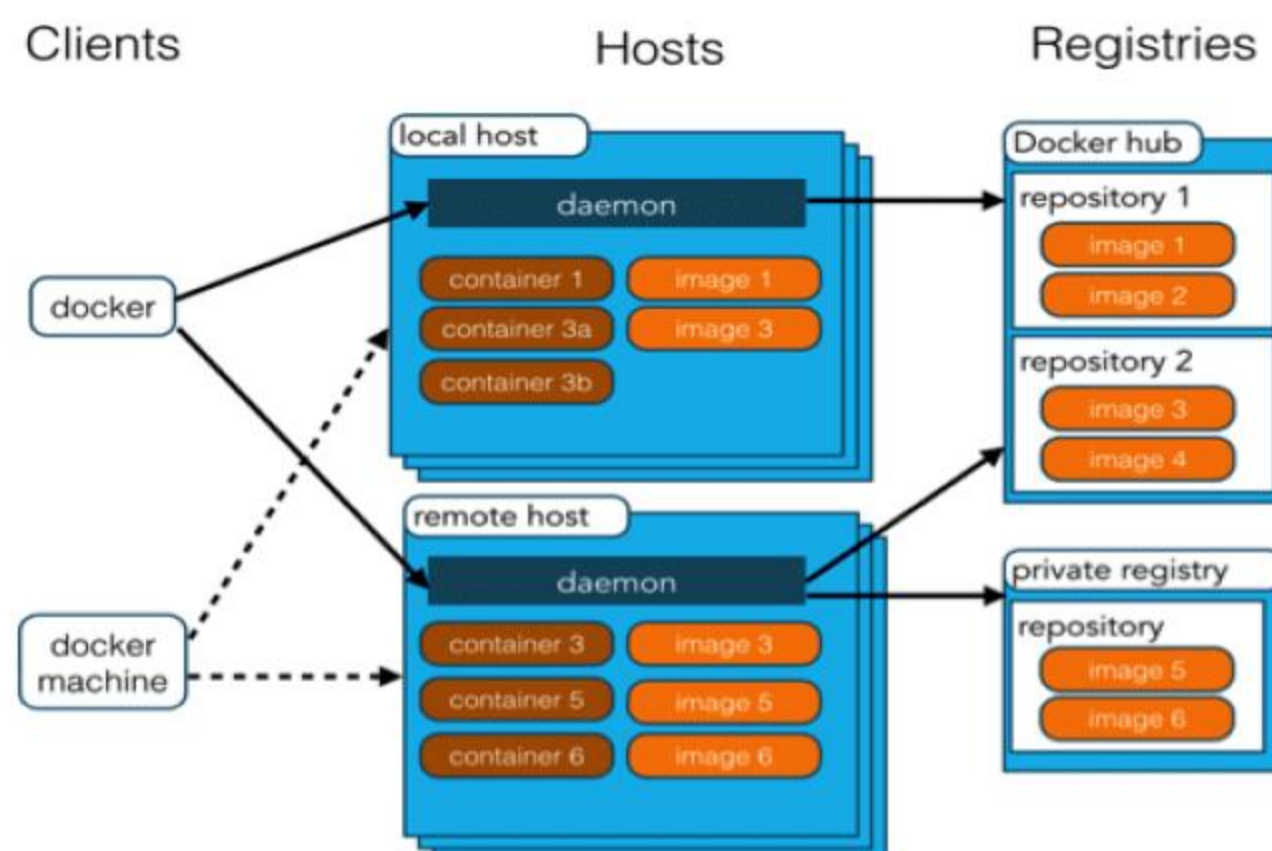 Clients
Hosts
Registries
docker
docker
machine
local host
daemon
container 1
image 1
container 3a
image 3
container 3b
remote host
daemon
container 3
image 3
container 5
image 5
container 6
image 6
Docker hub
repository 1
image 1
image 2
repository 2
image 3
image 4
private registry
repository
image 5
image 6